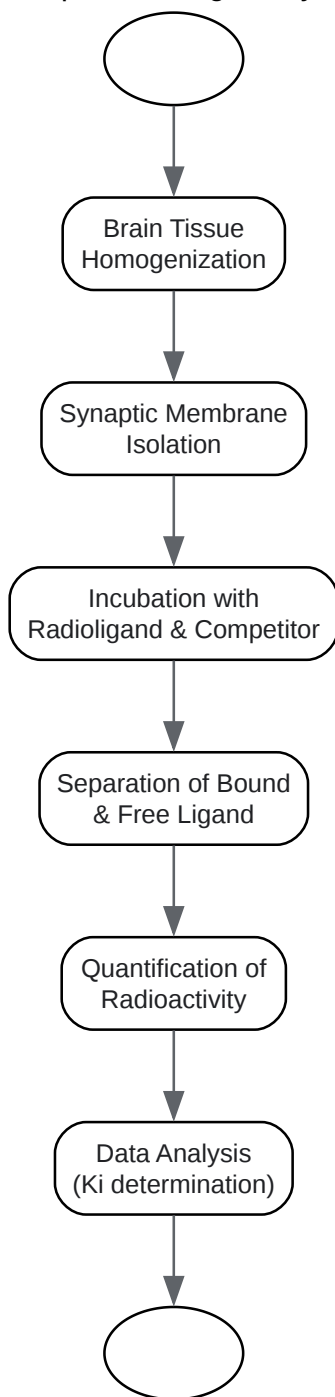 Brain Tissue
Homogenization
Synaptic Membrane
Isolation
Incubation with
Radioligand & Competitor
Separation of Bound
& Free Ligand
Quantification of
Radioactivity
Data Analysis
(Ki determination)